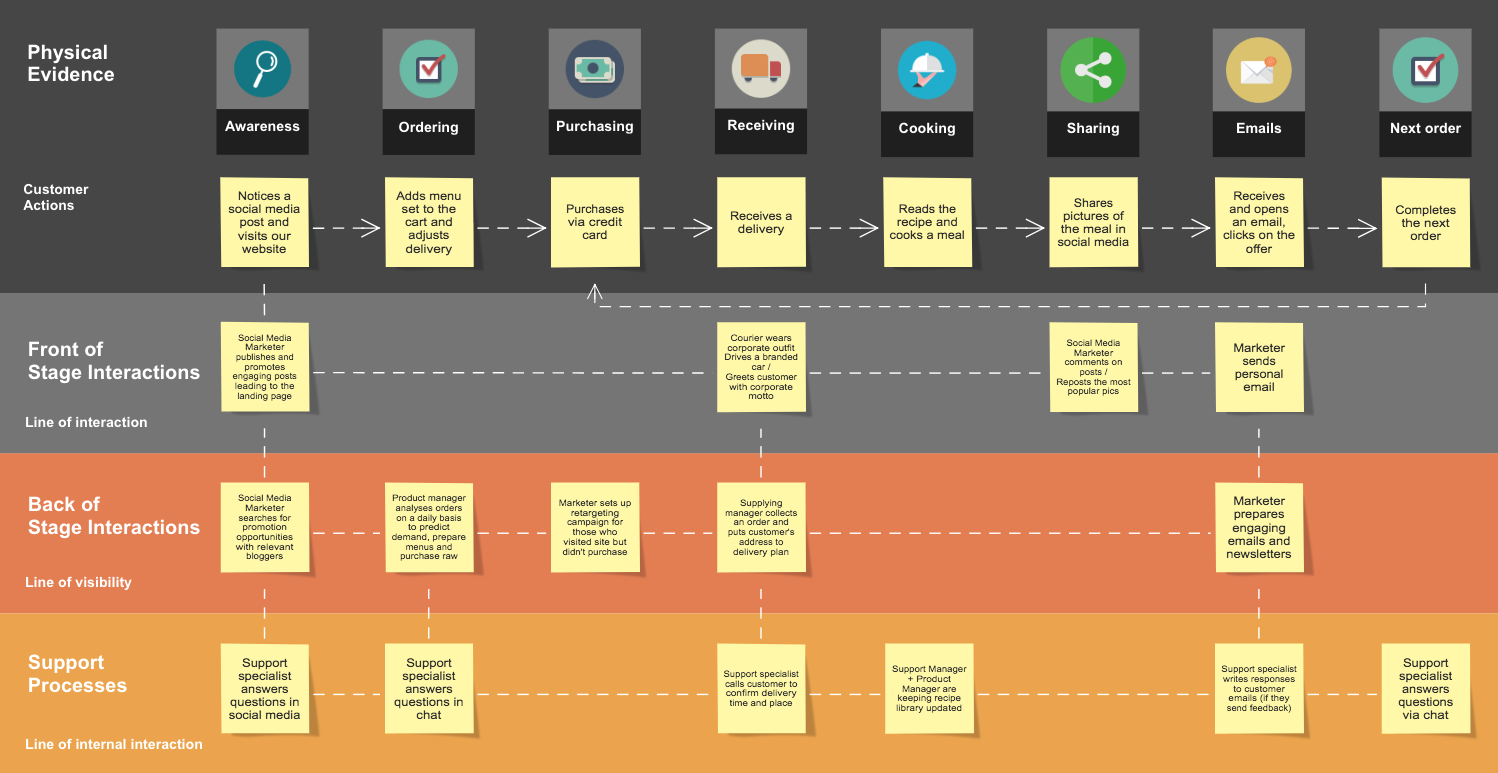 Physical
Evidence
Awareness
Ordering
Purchasing
Receiving
Cooking
Sharing
Emails
Next order
Customer
Actions
Notices a
social media
post and
visits our
website
Adds menu
set to the
cart and
adjusts
delivery
Purchases
via credit
card
Receives a
delivery
Reads the
recipe and
cooks a meal
Shares
pictures of
the meal in
social media
Receives
and opens
an email,
clicks on the
offer
Completes
the next
order
Front of
Stage Interactions
Line of interaction
Social Media
Marketer
publishes and
promotes
engaging posts
leading to the
landing page
Courier wears
corporate outfit
Drives a branded
car /
Greets customer
with corporate
motto
Social Media
Marketer
comments on
posts /
Reposts the most
popular pics
Marketer
sends
personal
email
Back of
Stage Interactions
Line of visibility
Social Media
Marketer
searches for
promotion
opportunities
with relevant
bloggers
Product manager
analyses orders
on a daily basis
to predict
demand, prepare
menus and
purchase raw
Marketer sets up
retargeting
campaign for
those who
visited site but
didn't purchase
Supplying
manager collects
an order and
puts customer's
address to
delivery plan
Marketer
prepares
engaging
emails and
newsletters
Support
Processes
Line of internal interaction
Support
specialist
answers
questions in
social media
Support
specialist
answers
questions in
chat
Support specialist
calls customer to
confirm delivery
time and place
Support Manager
+ Product
Manager are
keeping recipe
library updated
Support specialist
writes responses
to customer
emails (if they
send feedback)
Support
specialist
answers
questions
via chat